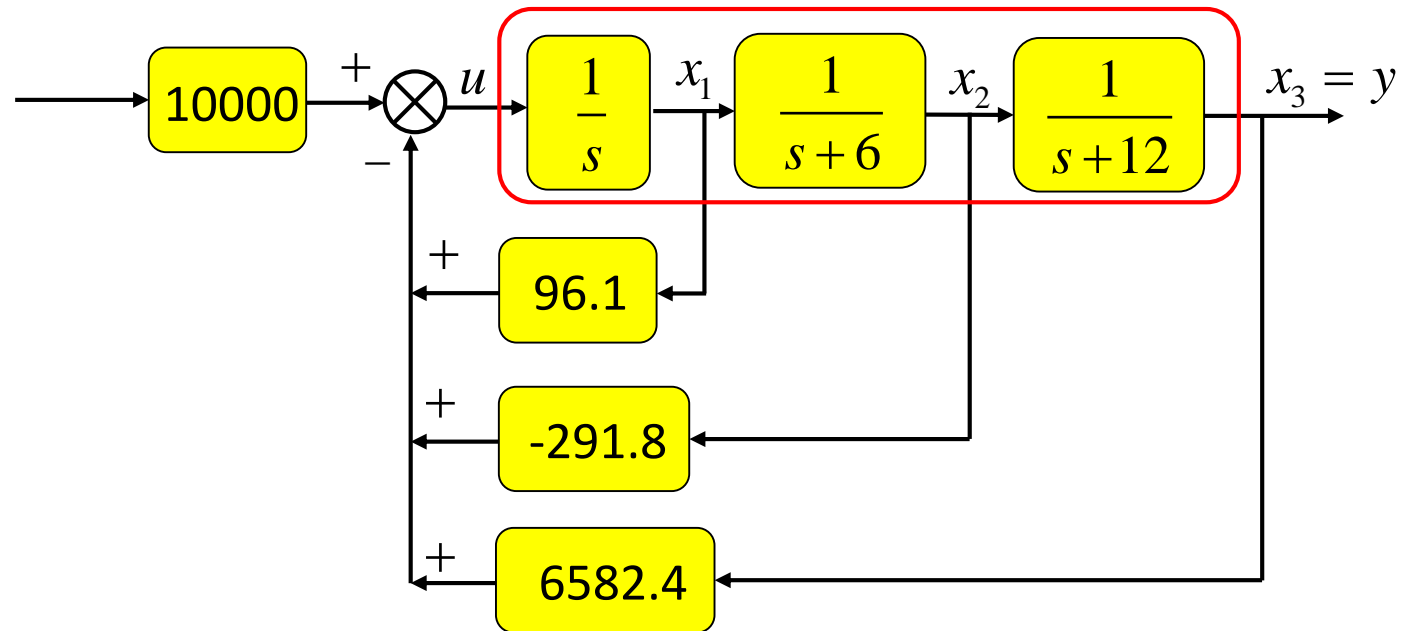 10000
+
−
u
1/s
x₁
1/(s+6)
x₂
1/(s+12)
x₃ = y
+
96.1
+
-291.8
+
6582.4